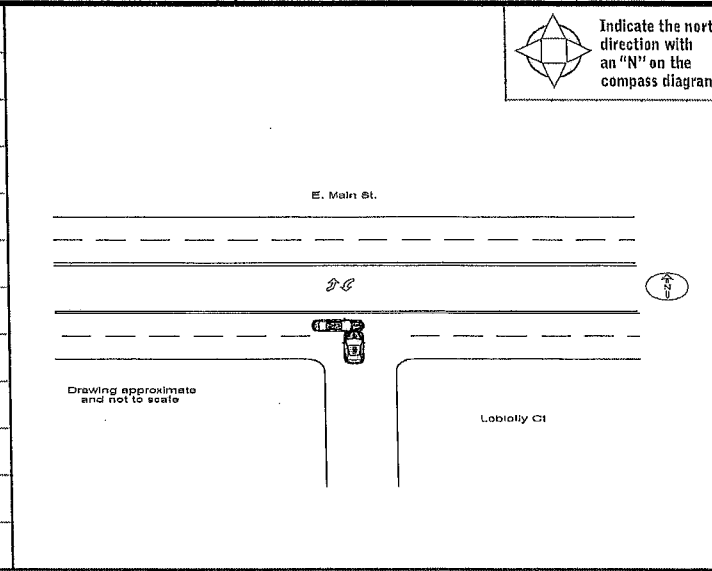 Indicate the nort
direction with
an "N" on the
compass diagran
E. Main St.
N
Drawing approximate
and not to scale
Loblolly Ct